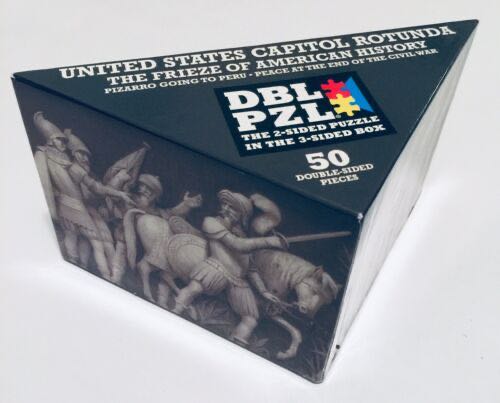 UNITED STATES CAPITOL ROTUNDA
THE FRIEZE OF AMERICAN HISTORY
PIZARRO GOING TO PERU • PEACE AT THE END OF THE CIVIL WAR
DBL
PZL
THE 2-SIDED PUZZLE
IN THE 3-SIDED BOX
50
DOUBLE-SIDED
PIECES